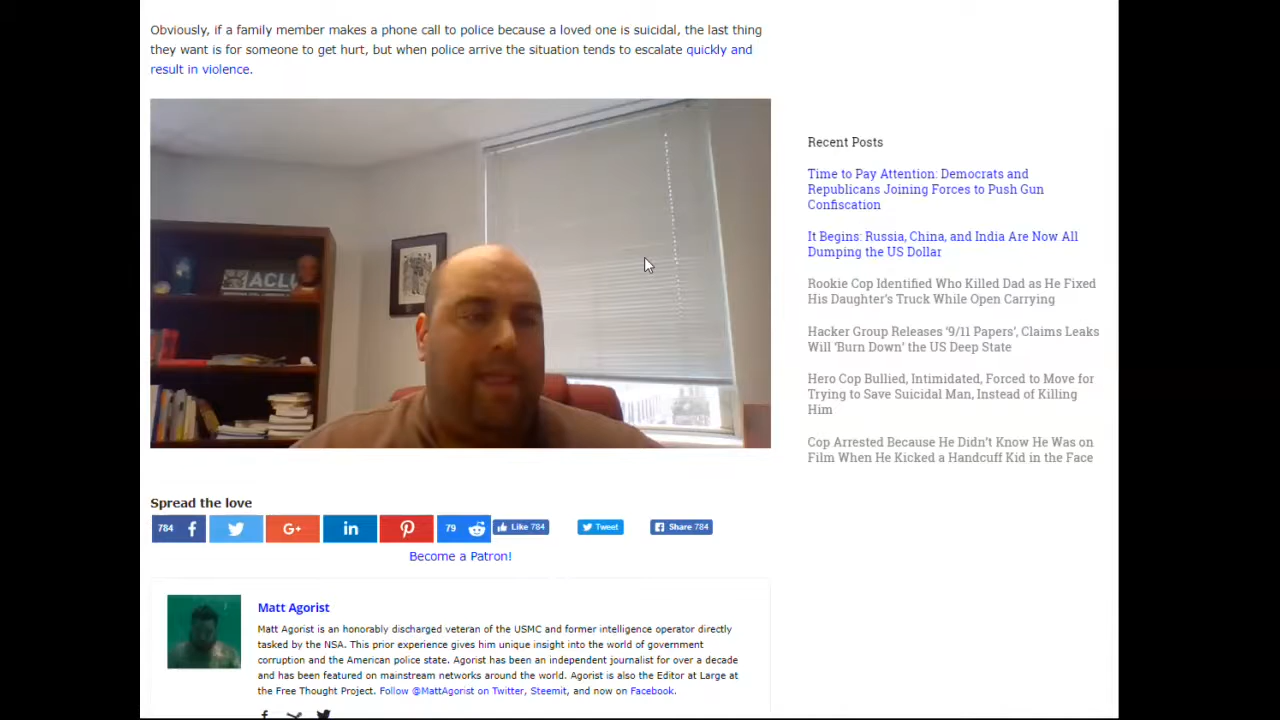 Obviously, if a family member makes a phone call to police because a loved one is suicidal, the last thing
they want is for someone to get hurt, but when police arrive the situation tends to escalate quickly and
result in violence.
ACLU
Recent Posts
Time to Pay Attention: Democrats and
Republicans Joining Forces to Push Gun
Confiscation
It Begins: Russia, China, and India Are Now All
Dumping the US Dollar
Rookie Cop Identified Who Killed Dad as He Fixed
His Daughter's Truck While Open Carrying
Hacker Group Releases '9/11 Papers', Claims Leaks
Will 'Burn Down' the US Deep State
Hero Cop Bullied, Intimidated, Forced to Move for
Trying to Save Suicidal Man, Instead of Killing
Him
Cop Arrested Because He Didn't Know He Was on
Film When He Kicked a Handcuff Kid in the Face
Spread the love
784 f G+ in 79 Like 784 Tweet Share 784
Become a Patron!
Matt Agorist
Matt Agorist is an honorably discharged veteran of the USMC and former intelligence operator directly
tasked by the NSA. This prior experience gives him unique insight into the world of government
corruption and the American police state. Agorist has been an independent journalist for over a decade
and has been featured on mainstream networks around the world. Agorist is also the Editor at Large at
the Free Thought Project. Follow @MattAgorist on Twitter, Steemit, and now on Facebook.